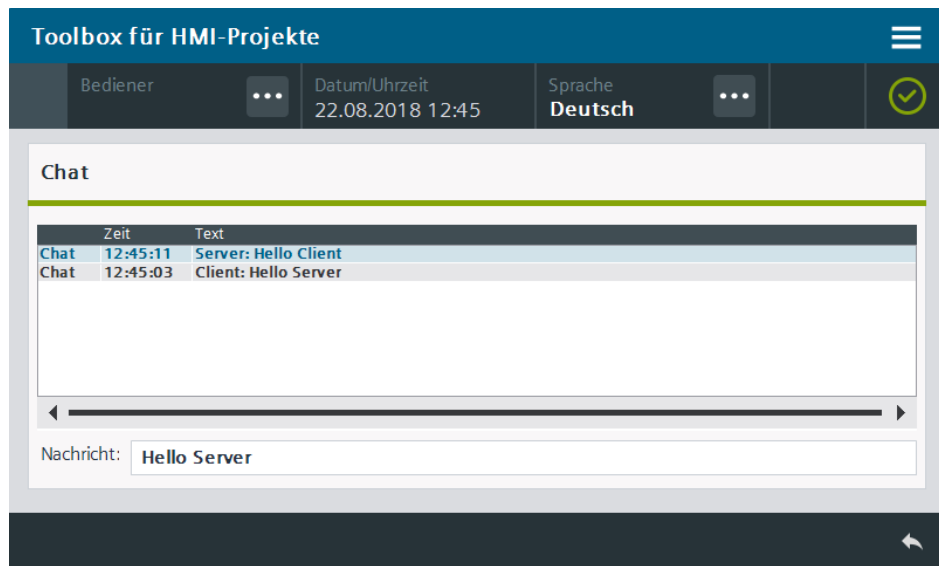 Toolbox für HMI-Projekte
Bediener
Datum/Uhrzeit
22.08.2018 12:45
Sprache
Deutsch
Chat
Zeit Text
Chat 12:45:11 Server: Hello Client
Chat 12:45:03 Client: Hello Server
Nachricht: Hello Server